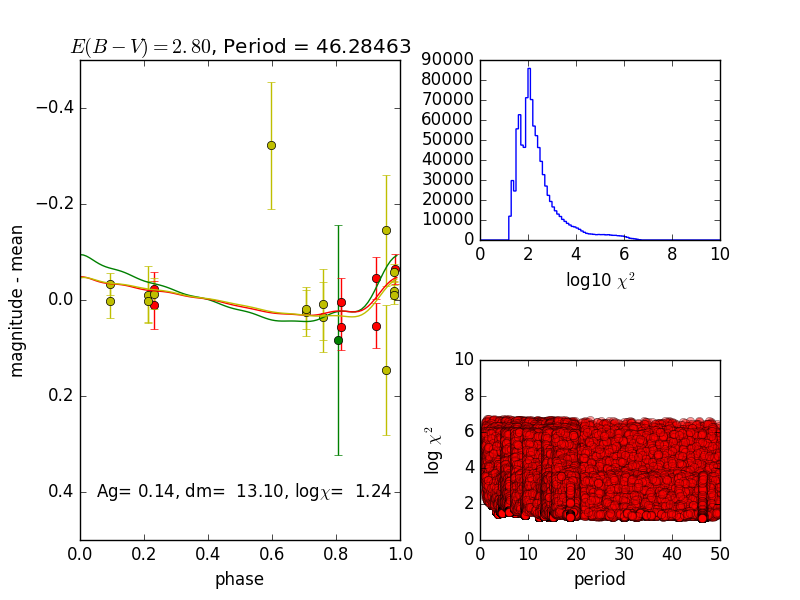 E(B − V) = 2.80, Period = 46.28463
−0.4
−0.2
0.0
0.2
0.4
magnitude - mean
Ag= 0.14, dm= 13.10, logχ= 1.24
0.0 0.2 0.4 0.6 0.8 1.0
phase
90000
80000
70000
60000
50000
40000
30000
20000
10000
0
0 2 4 6 8 10
log10 χ²
10
8
6
4
2
0
log χ²
0 10 20 30 40 50
period